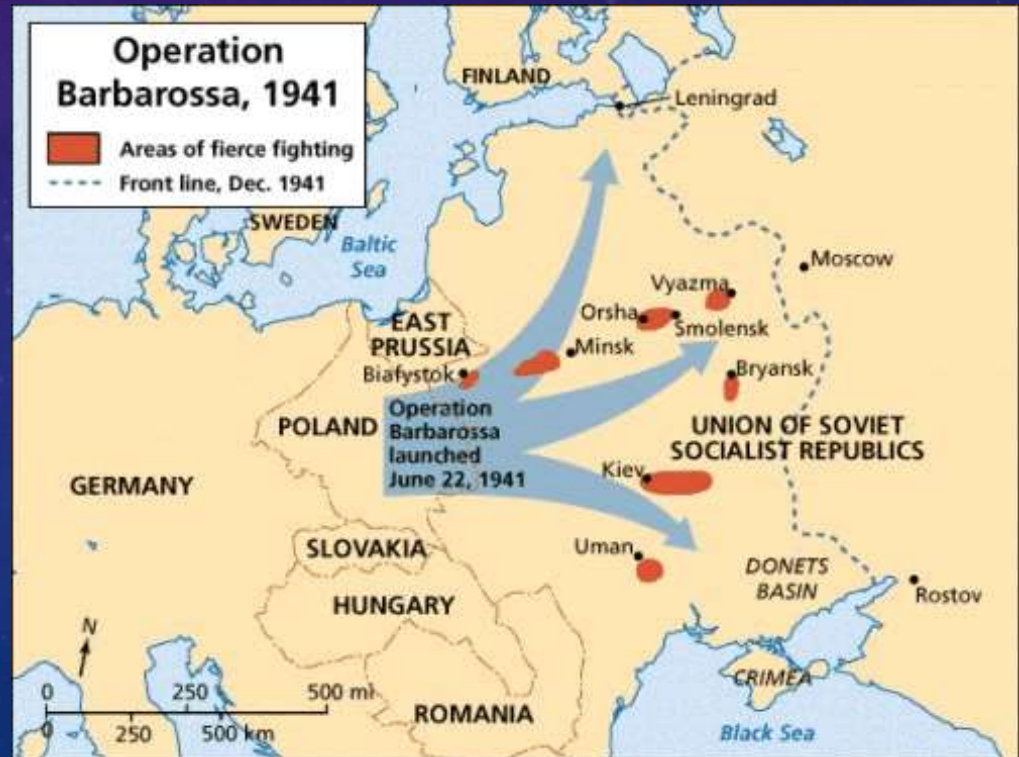 Operation
Barbarossa, 1941
Areas of fierce fighting
Front line, Dec. 1941
FINLAND
Leningrad
SWEDEN
Baltic
Sea
Moscow
Vyazma
Orsha
Smolensk
EAST
PRUSSIA
Minsk
Biafystok
Bryansk
POLAND
Operation
Barbarossa
launched
June 22, 1941
UNION OF SOVIET
SOCIALIST REPUBLICS
GERMANY
Kiev
SLOVAKIA
Uman
DONETS
BASIN
Rostov
HUNGARY
N
CRIMEA
0 250 500 mi
0 250 500 km
ROMANIA
Black Sea